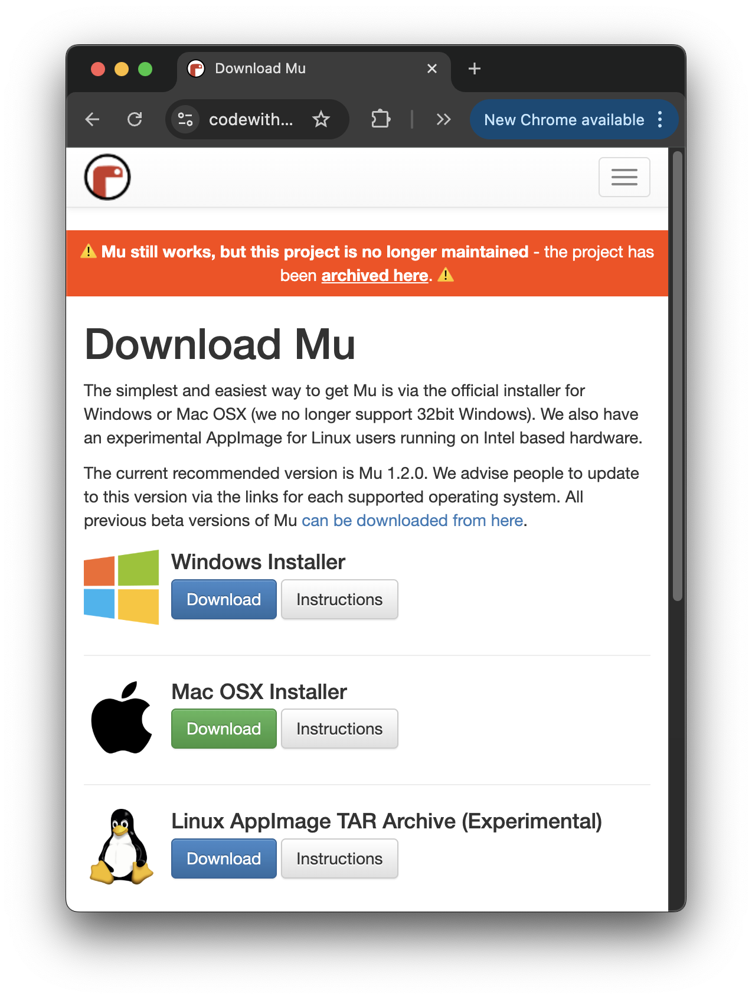 Download Mu
codewith...
New Chrome available
⚠️ Mu still works, but this project is no longer maintained - the project has
been archived here. ⚠️
Download Mu
The simplest and easiest way to get Mu is via the official installer for
Windows or Mac OSX (we no longer support 32bit Windows). We also have
an experimental AppImage for Linux users running on Intel based hardware.
The current recommended version is Mu 1.2.0. We advise people to update
to this version via the links for each supported operating system. All
previous beta versions of Mu can be downloaded from here.
Windows Installer
Download Instructions
Mac OSX Installer
Download Instructions
Linux AppImage TAR Archive (Experimental)
Download Instructions